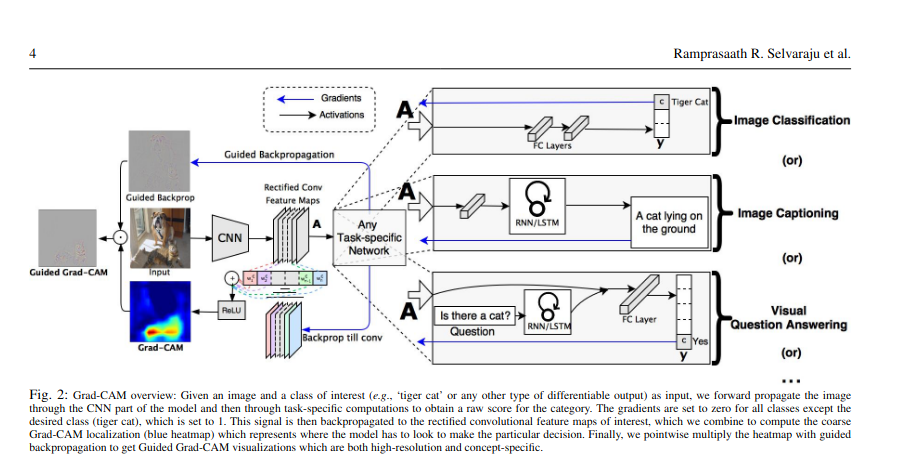 4
Ramprasaath R. Selvaraju et al.
Gradients
Activations
Guided Backpropagation
Guided Backprop
Rectified Conv
Feature Maps
A
Guided Grad-CAM
Input
CNN
Any
Task-specific
Network
ReLU
Grad-CAM
Backprop till conv
A
FC Layers
c
Tiger Cat
y
Image Classification
(or)
A
RNN/LSTM
A cat lying on
the ground
Image Captioning
(or)
A
Is there a cat?
Question
RNN/LSTM
FC Layer
c
Yes
y
Visual
Question Answering
(or)
...
Fig. 2: Grad-CAM overview: Given an image and a class of interest (e.g., ‘tiger cat’ or any other type of differentiable output) as input, we forward propagate the image
through the CNN part of the model and then through task-specific computations to obtain a raw score for the category. The gradients are set to zero for all classes except the
desired class (tiger cat), which is set to 1. This signal is then backpropagated to the rectified convolutional feature maps of interest, which we combine to compute the coarse
Grad-CAM localization (blue heatmap) which represents where the model has to look to make the particular decision. Finally, we pointwise multiply the heatmap with guided
backpropagation to get Guided Grad-CAM visualizations which are both high-resolution and concept-specific.